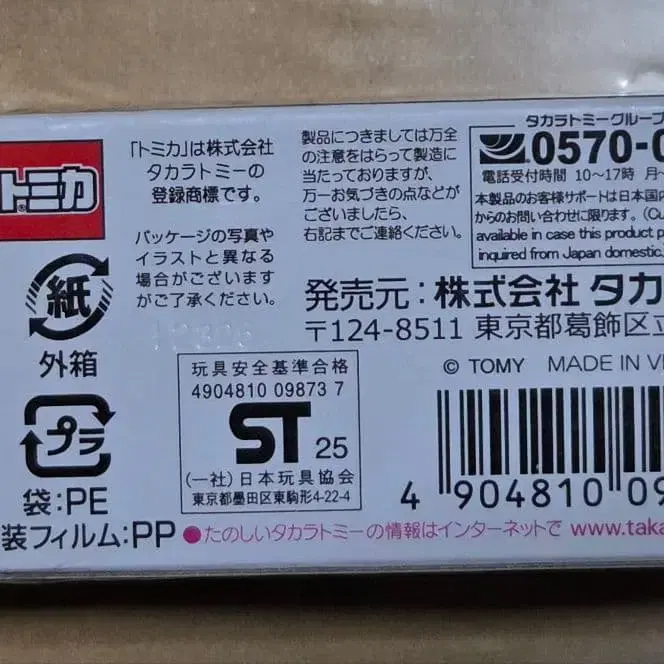 トミカ
「トミカ」は株式会社
タカラトミーの
登録商標です。
パッケージの写真や
イラストと異なる
場合がございます
がご了承ください。
紙
外箱
プラ
袋:PE
装フィルム:PP
製品につきましては万全
の注意をはらって製造に
当たっておりますが、
万一お気づきの点などが
ございましたら、
右記までご連絡ください。
タカラトミーグループ
0570-0
電話受付時間 10〜17時 月〜
本製品のお客様サポートは日本国
からのお問い合わせに限ります。(Cu
available in case this product p
inquired from Japan domestic.
発売元:株式会社 タカ
〒124-8511 東京都葛飾区立
© TOMY MADE IN VI
玩具安全基準合格
4904810 09873 7
ST 25
(一社)日本玩具協会
東京都墨田区東駒形4-22-4
4 904810 09
●たのしいタカラトミーの情報はインターネットで www.taka